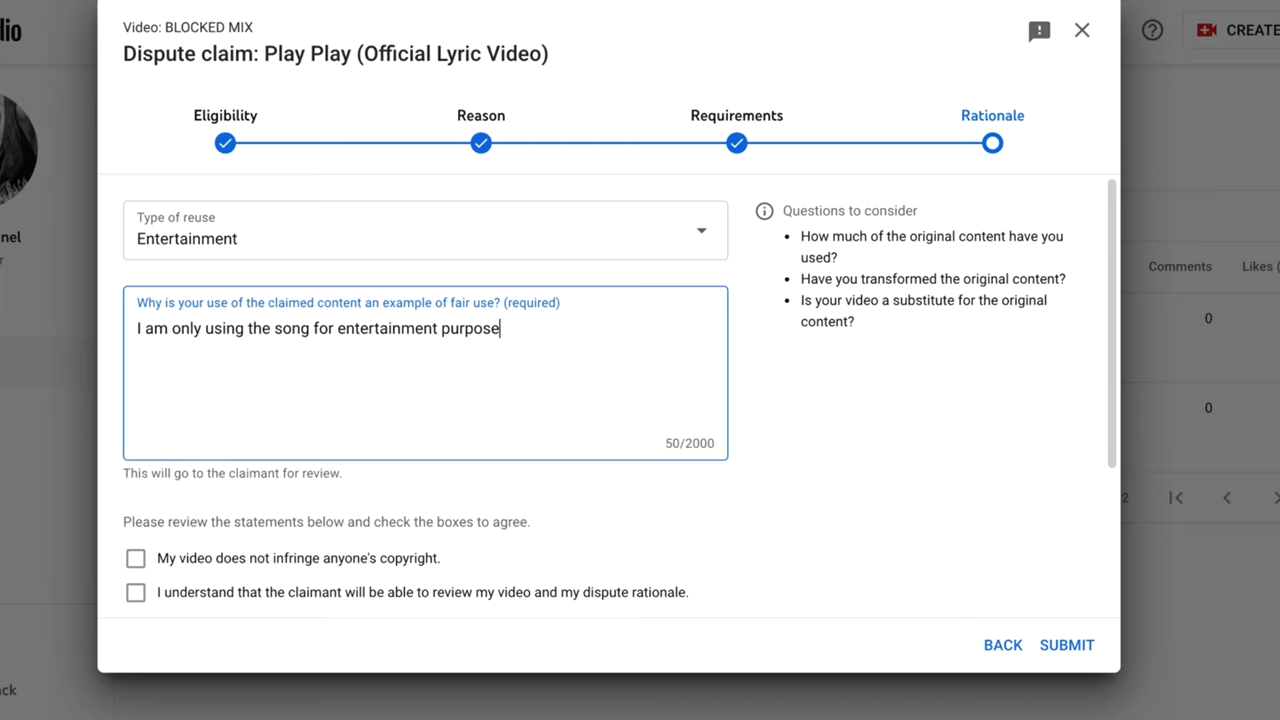 dio
Video: BLOCKED MIX
Dispute claim: Play Play (Official Lyric Video)
CREATE
Eligibility
Reason
Requirements
Rationale
nel
r
Type of reuse
Entertainment
Questions to consider
• How much of the original content have you
used?
• Have you transformed the original content?
• Is your video a substitute for the original
content?
Comments
Likes (
0
0
Why is your use of the claimed content an example of fair use? (required)
I am only using the song for entertainment purpose
50/2000
This will go to the claimant for review.
2
Please review the statements below and check the boxes to agree.
My video does not infringe anyone's copyright.
I understand that the claimant will be able to review my video and my dispute rationale.
BACK
SUBMIT
ack